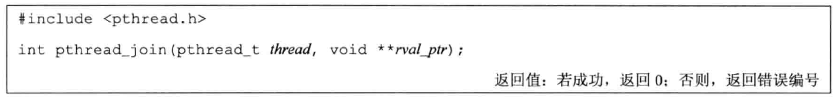 #include <pthread.h>
int pthread_join(pthread_t thread, void **rval_ptr);
返回值：若成功，返回 0；否则，返回错误编号